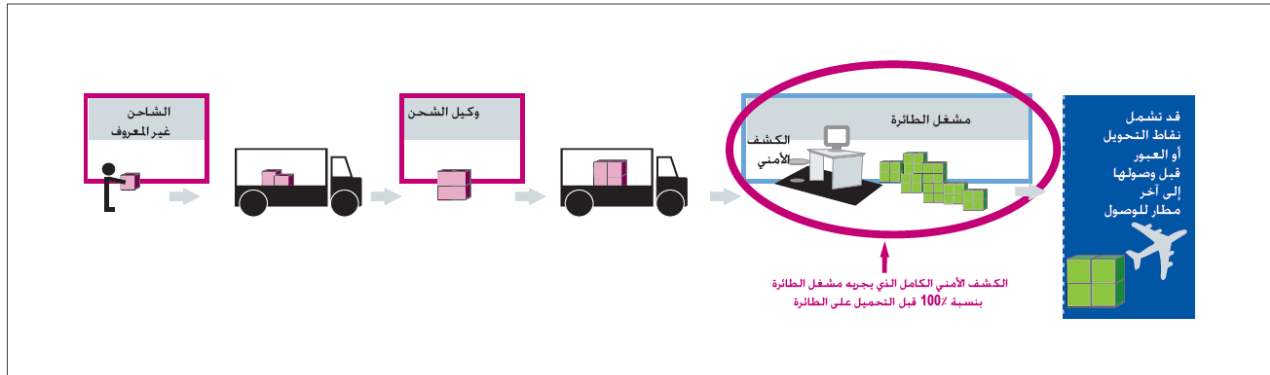 الشاحن
غير المعروف
وكيل الشحن
مشغل الطائرة
الكشف
الأمني
قد تشمل
نقاط التحويل
أو العبور
قبل وصولها
إلى آخر
مطار للوصول
الكشف الأمني الكامل الذي يجريه مشغل الطائرة
بنسبة 100٪ قبل التحميل على الطائرة